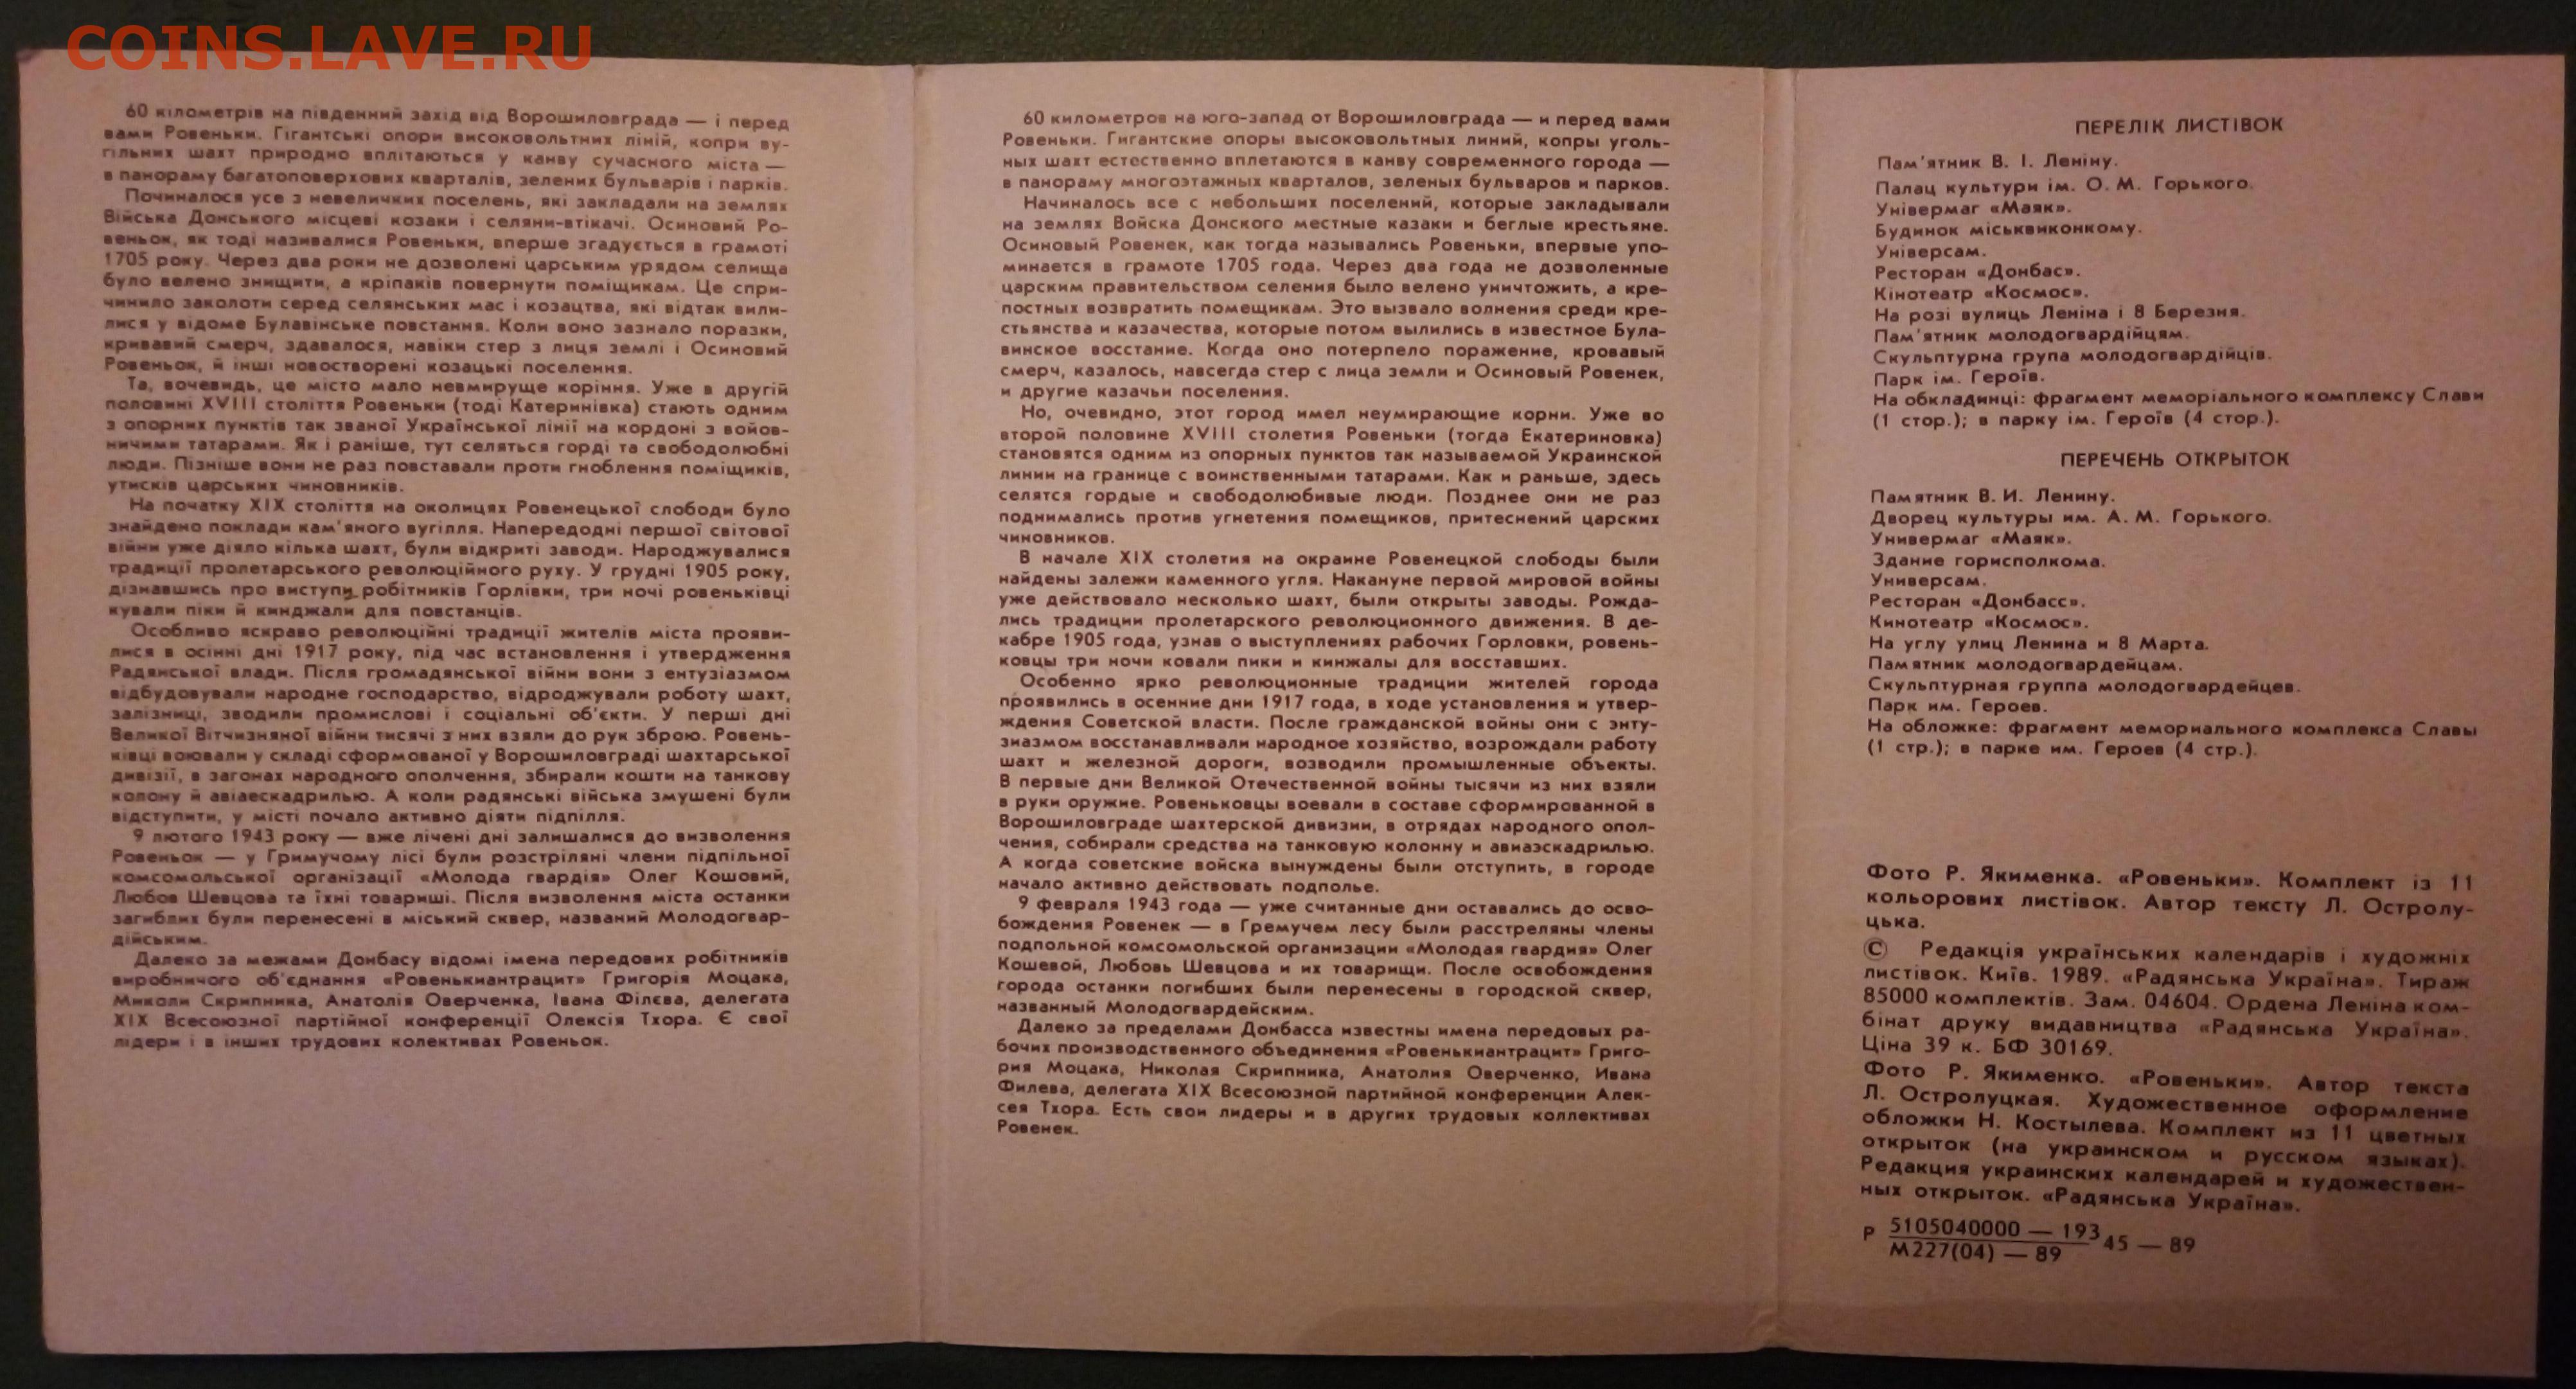 COINS.LAVE.RU
60 кілометрів на південний захід від Ворошиловграда — і перед
вами Ровеньки. Гігантські опори високовольтних ліній, копри ву-
гільних шахт природно вплітаються у канву сучасного міста —
в панораму багатоповерхових кварталів, зелених бульварів і парків.
Починалося усе з невеличких поселень, які закладали на землях
Війська Донського місцеві козаки і селяни-втікачі. Осиновий Ро-
веньок, як тоді називалися Ровеньки, вперше згадується в грамоті
1705 року. Через два роки не дозволені царським урядом селища
було велено знищити, а кріпаків повернути поміщикам. Це спри-
чинило заколоти серед селянських мас і козацтва, які відтак вили-
лися у відоме Булавінське повстання. Коли воно зазнало поразки,
кривавий смерч, здавалося, навіки стер з лиця землі і Осиновий
Ровеньок, й інші новостворені козацькі поселення.
Та, вочевидь, це місто мало невмируще коріння. Уже в другій
половині XVIII століття Ровеньки (тоді Катеринівка) стають одним
з опорних пунктів так званої Української лінії на кордоні з войов-
ничими татарами. Як і раніше, тут селяться горді та свободолюбні
люди. Пізніше вони не раз повставали проти гноблення поміщиків,
утисків царських чиновників.
На початку XIX століття на околицях Ровенецької слободи було
знайдено поклади кам'яного вугілля. Напередодні першої світової
війни уже діяло кілька шахт, були відкриті заводи. Народжувалися
традиції пролетарського революційного руху. У грудні 1905 року,
дізнавшись про виступи робітників Горлівки, три ночі ровеньківці
кували піки й кинджали для повстанців.
Особливо яскраво революційні традиції жителів міста прояви-
лися в осінні дні 1917 року, під час встановлення і утвердження
Радянської влади. Після громадянської війни вони з ентузіазмом
відбудовували народне господарство, відроджували роботу шахт,
залізниці, зводили промислові і соціальні об'єкти. У перші дні
Великої Вітчизняної війни тисячі з них взяли до рук зброю. Ровень-
ківці воювали у складі сформованої у Ворошиловграді шахтарської
дивізії, в загонах народного ополчення, збирали кошти на танкову
колону й авіаескадрилью. А коли радянські війська змушені були
відступити, у місті почало активно діяти підпілля.
9 лютого 1943 року — вже лічені дні залишалися до визволення
Ровеньок — у Гримучому лісі були розстріляні члени підпільної
комсомольської організації «Молода гвардія» Олег Кошовий,
Любов Шевцова та їхні товариші. Після визволення міста останки
загиблих були перенесені в міський сквер, названий Молодогвар-
дійським.
Далеко за межами Донбасу відомі імена передових робітників
виробничого об'єднання «Ровенькиантрацит» Григорія Моцака,
Миколи Скрипника, Анатолія Оверченка, Івана Філєва, делегата
XIX Всесоюзної партійної конференції Олексія Тхора. Є свої
лідери і в інших трудових колективах Ровеньок.
60 километров на юго-запад от Ворошиловграда — и перед вами
Ровеньки. Гигантские опоры высоковольтных линий, копры уголь-
ных шахт естественно вплетаются в канву современного города —
в панораму многоэтажных кварталов, зеленых бульваров и парков.
Начиналось все с небольших поселений, которые закладывали
на землях Войска Донского местные казаки и беглые крестьяне.
Осиновый Ровенек, как тогда назывались Ровеньки, впервые упо-
минается в грамоте 1705 года. Через два года не дозволенные
царским правительством селения было велено уничтожить, а кре-
постных возвратить помещикам. Это вызвало волнения среди кре-
стьянства и казачества, которые потом вылились в известное Була-
винское восстание. Когда оно потерпело поражение, кровавый
смерч, казалось, навсегда стер с лица земли и Осиновый Ровенек,
и другие казачьи поселения.
Но, очевидно, этот город имел неумирающие корни. Уже во
второй половине XVIII столетия Ровеньки (тогда Екатериновка)
становятся одним из опорных пунктов так называемой Украинской
линии на границе с воинственными татарами. Как и раньше, здесь
селятся гордые и свободолюбивые люди. Позднее они не раз
поднимались против угнетения помещиков, притеснений царских
чиновников.
В начале XIX столетия на окраине Ровенецкой слободы были
найдены залежи каменного угля. Накануне первой мировой войны
уже действовало несколько шахт, были открыты заводы. Рожда-
лись традиции пролетарского революционного движения. В де-
кабре 1905 года, узнав о выступлениях рабочих Горловки, ровень-
ковцы три ночи ковали пики и кинжалы для восставших.
Особенно ярко революционные традиции жителей города
проявились в осенние дни 1917 года, в ходе установления и утвер-
ждения Советской власти. После гражданской войны они с энту-
зиазмом восстанавливали народное хозяйство, возрождали работу
шахт и железной дороги, возводили промышленные объекты.
В первые дни Великой Отечественной войны тысячи из них взяли
в руки оружие. Ровеньковцы воевали в составе сформированной в
Ворошиловграде шахтерской дивизии, в отрядах народного опол-
чения, собирали средства на танковую колонну и авиаэскадрилью.
А когда советские войска вынуждены были отступить, в городе
начало активно действовать подполье.
9 февраля 1943 года — уже считанные дни оставались до осво-
бождения Ровенек — в Гремучем лесу были расстреляны члены
подпольной комсомольской организации «Молодая гвардия» Олег
Кошевой, Любовь Шевцова и их товарищи. После освобождения
города останки погибших были перенесены в городской сквер,
названный Молодогвардейским.
Далеко за пределами Донбасса известны имена передовых ра-
бочих производственного объединения «Ровенькиантрацит» Григо-
рия Моцака, Николая Скрипника, Анатолия Оверченко, Ивана
Филева, делегата XIX Всесоюзной партийной конференции Алек-
сея Тхора. Есть свои лидеры и в других трудовых коллективах
Ровенек.
ПЕРЕЛІК ЛИСТІВОК
Пам'ятник В. І. Леніну.
Палац культури ім. О. М. Горького.
Універмаг «Маяк».
Будинок міськвиконкому.
Універсам.
Ресторан «Донбас».
Кінотеатр «Космос».
На розі вулиць Леніна і 8 Березня.
Пам'ятник молодогвардійцям.
Скульптурна група молодогвардійців.
Парк ім. Героїв.
На обкладинці: фрагмент меморіального комплексу Слави
(1 стор.); в парку ім. Героїв (4 стор.).
ПЕРЕЧЕНЬ ОТКРЫТОК
Памятник В. И. Ленину.
Дворец культуры им. А. М. Горького.
Универмаг «Маяк».
Здание горисполкома.
Универсам.
Ресторан «Донбасс».
Кинотеатр «Космос».
На углу улиц Ленина и 8 Марта.
Памятник молодогвардейцам.
Скульптурная группа молодогвардейцев.
Парк им. Героев.
На обложке: фрагмент мемориального комплекса Славы
(1 стр.); в парке им. Героев (4 стр.).
Фото Р. Якименка. «Ровеньки». Комплект із 11
кольорових листівок. Автор тексту Л. Остролу-
цька.
© Редакція українських календарів і художніх
листівок. Київ. 1989. «Радянська Україна». Тираж
85000 комплектів. Зам. 04604. Ордена Леніна ком-
бінат друку видавництва «Радянська Україна».
Ціна 39 к. БФ 30169.
Фото Р. Якименко. «Ровеньки». Автор текста
Л. Остролуцкая. Художественное оформление
обложки Н. Костылева. Комплект из 11 цветных
открыток (на украинском и русском языках).
Редакция украинских календарей и художествен-
ных открыток. «Радянська Україна».
Р 5105040000 — 193 45 — 89
М227(04) — 89